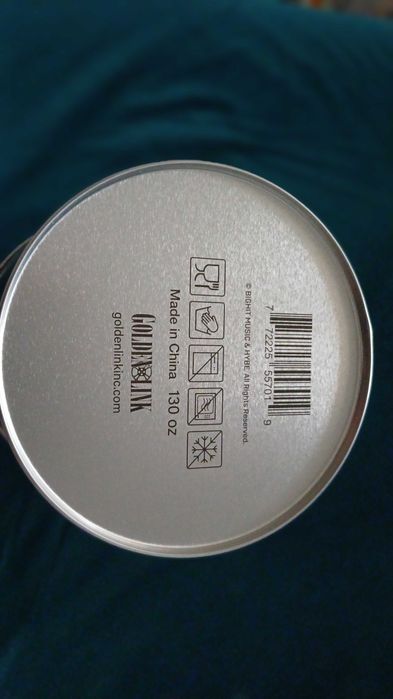 7 72225 55701 9
© BIGHIT MUSIC & HYBE. All Rights Reserved.
Made in China 130 oz
GOLDEN LINK
goldenlinkinc.com